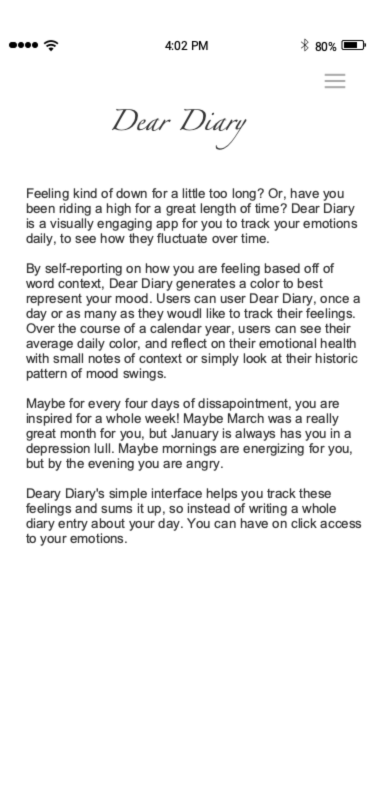 4:02 PM
80%
Dear Diary
Feeling kind of down for a little too long? Or, have you
been riding a high for a great length of time? Dear Diary
is a visually engaging app for you to track your emotions
daily, to see how they fluctuate over time.
By self-reporting on how you are feeling based off of
word context, Dear Diary generates a color to best
represent your mood. Users can user Dear Diary, once a
day or as many as they woudl like to track their feelings.
Over the course of a calendar year, users can see their
average daily color, and reflect on their emotional health
with small notes of context or simply look at their historic
pattern of mood swings.
Maybe for every four days of dissapointment, you are
inspired for a whole week! Maybe March was a really
great month for you, but January is always has you in a
depression lull. Maybe mornings are energizing for you,
but by the evening you are angry.
Deary Diary's simple interface helps you track these
feelings and sums it up, so instead of writing a whole
diary entry about your day. You can have on click access
to your emotions.